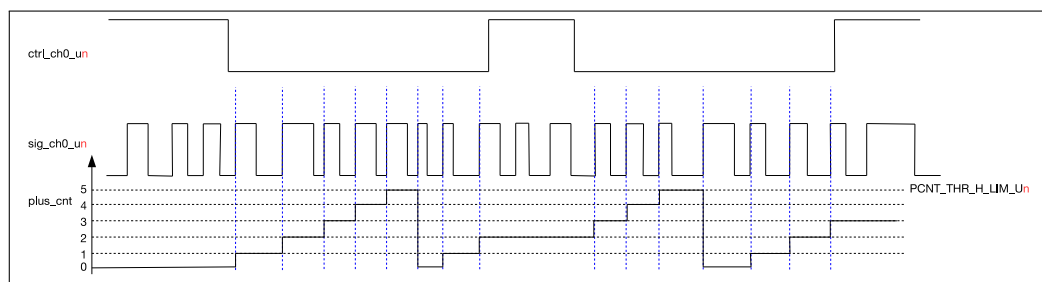 ctrl_ch0_un
sig_ch0_un
plus_cnt
5
4
3
2
1
0
PCNT_THR_H_LIM_Un